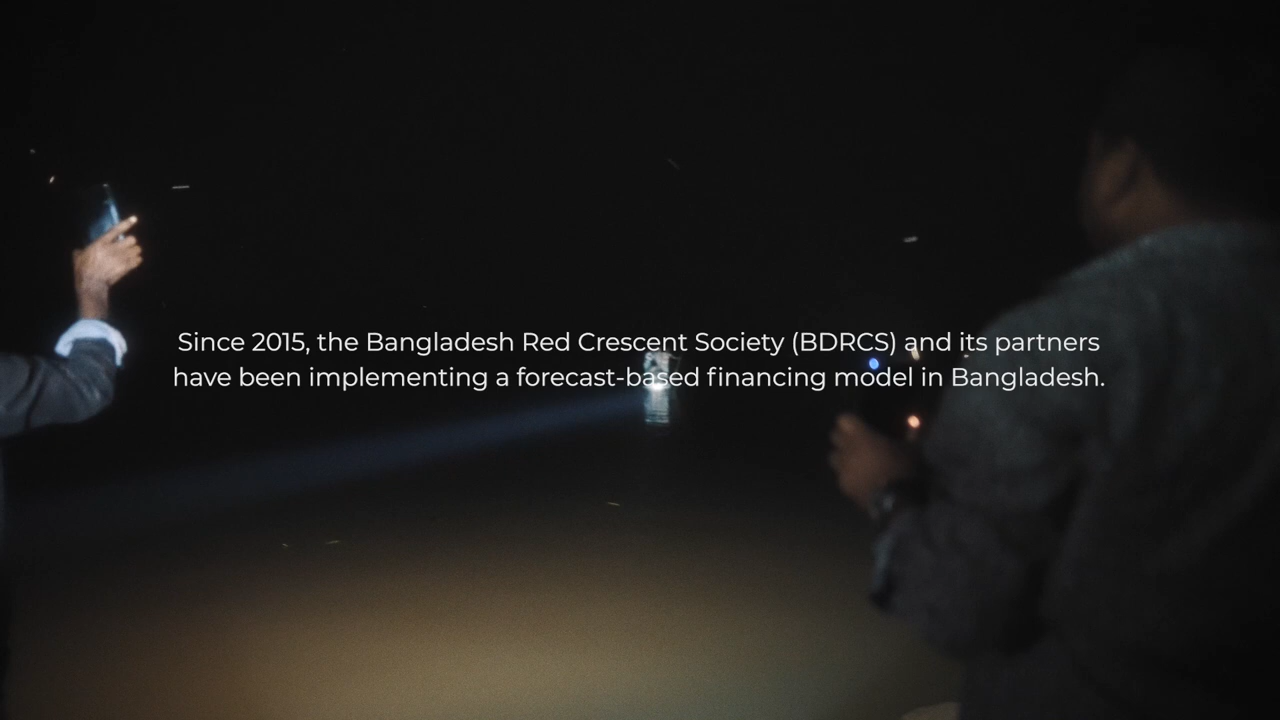 Since 2015, the Bangladesh Red Crescent Society (BDRCS) and its partners
have been implementing a forecast-based financing model in Bangladesh.